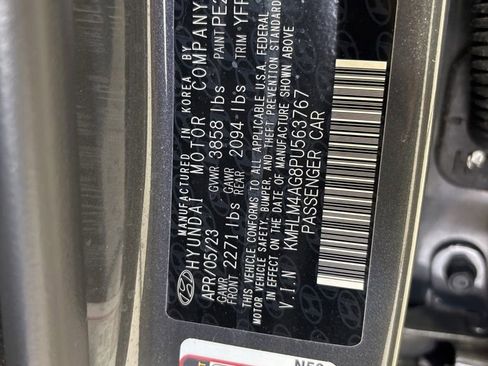 MANUFACTURED IN KOREA BY
HYUNDAI MOTOR COMPANY
APR/05/23 GVWR 3858 lbs PAINT PE2
GAWR FRONT 2271 lbs GAWR REAR 2094 lbs TRIM YFR
THIS VEHICLE CONFORMS TO ALL APPLICABLE U.S.A. FEDERAL
MOTOR VEHICLE SAFETY, BUMPER, AND THEFT PREVENTION STANDARDS
IN EFFECT ON THE DATE OF MANUFACTURE SHOWN ABOVE
V.I.N KMHLM4AG8PU563767
PASSENGER CAR